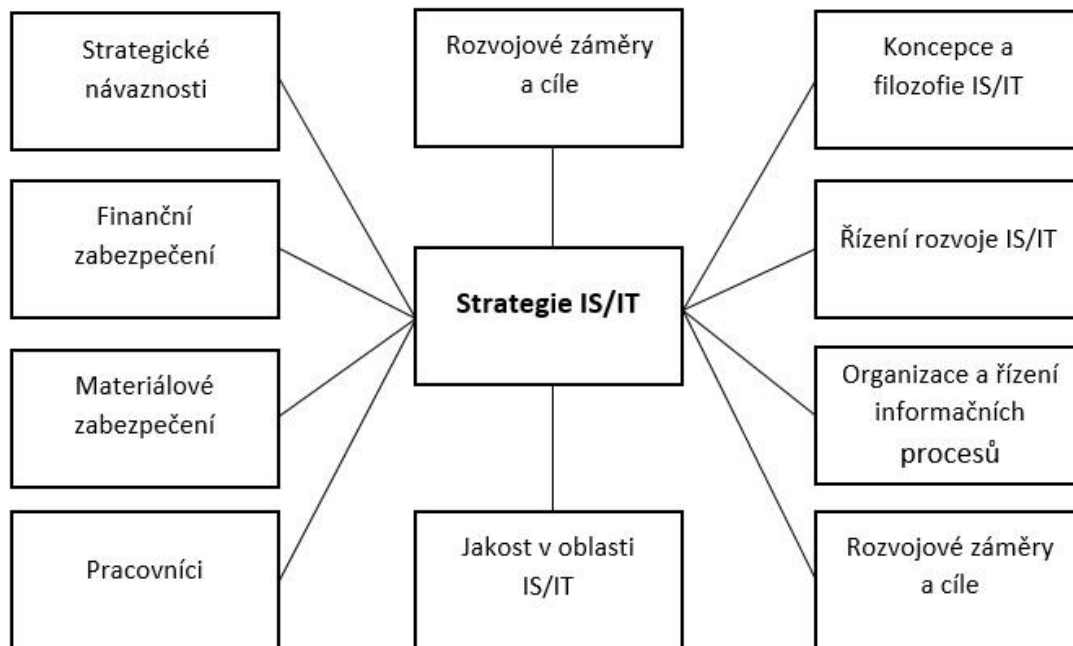 Strategické
návaznosti
Rozvojové záměry
a cíle
Koncepce a
filozofie IS/IT
Finanční
zabezpečení
Strategie IS/IT
Řízení rozvoje IS/IT
Materiálové
zabezpečení
Organizace a řízení
informačních
procesů
Pracovníci
Jakost v oblasti
IS/IT
Rozvojové záměry
a cíle